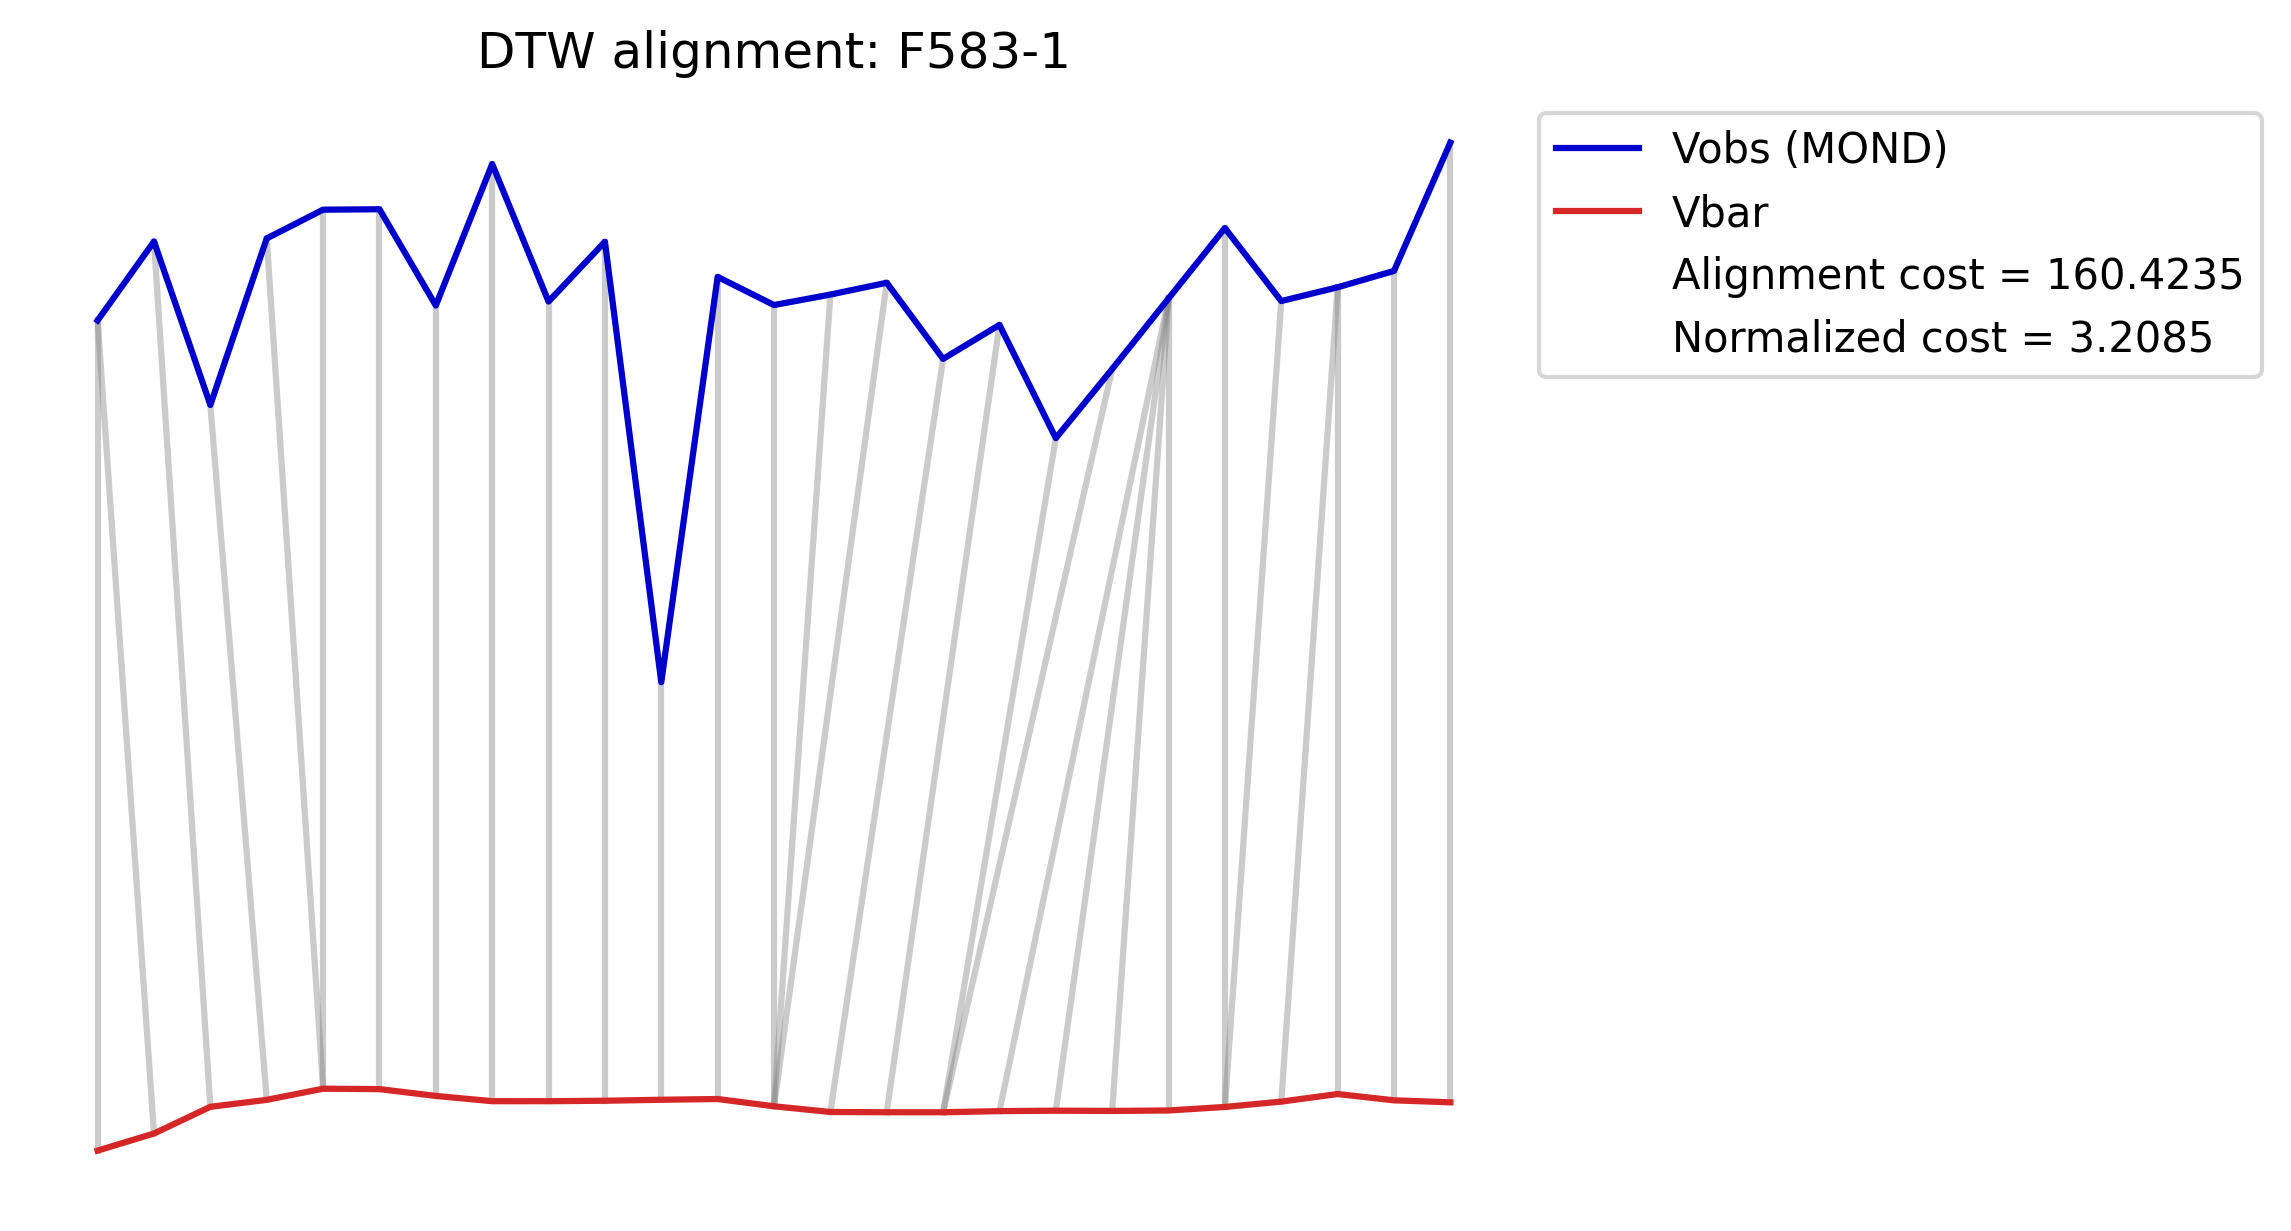 DTW alignment: F583-1
Vobs (MOND)
Vbar
Alignment cost = 160.4235
Normalized cost = 3.2085